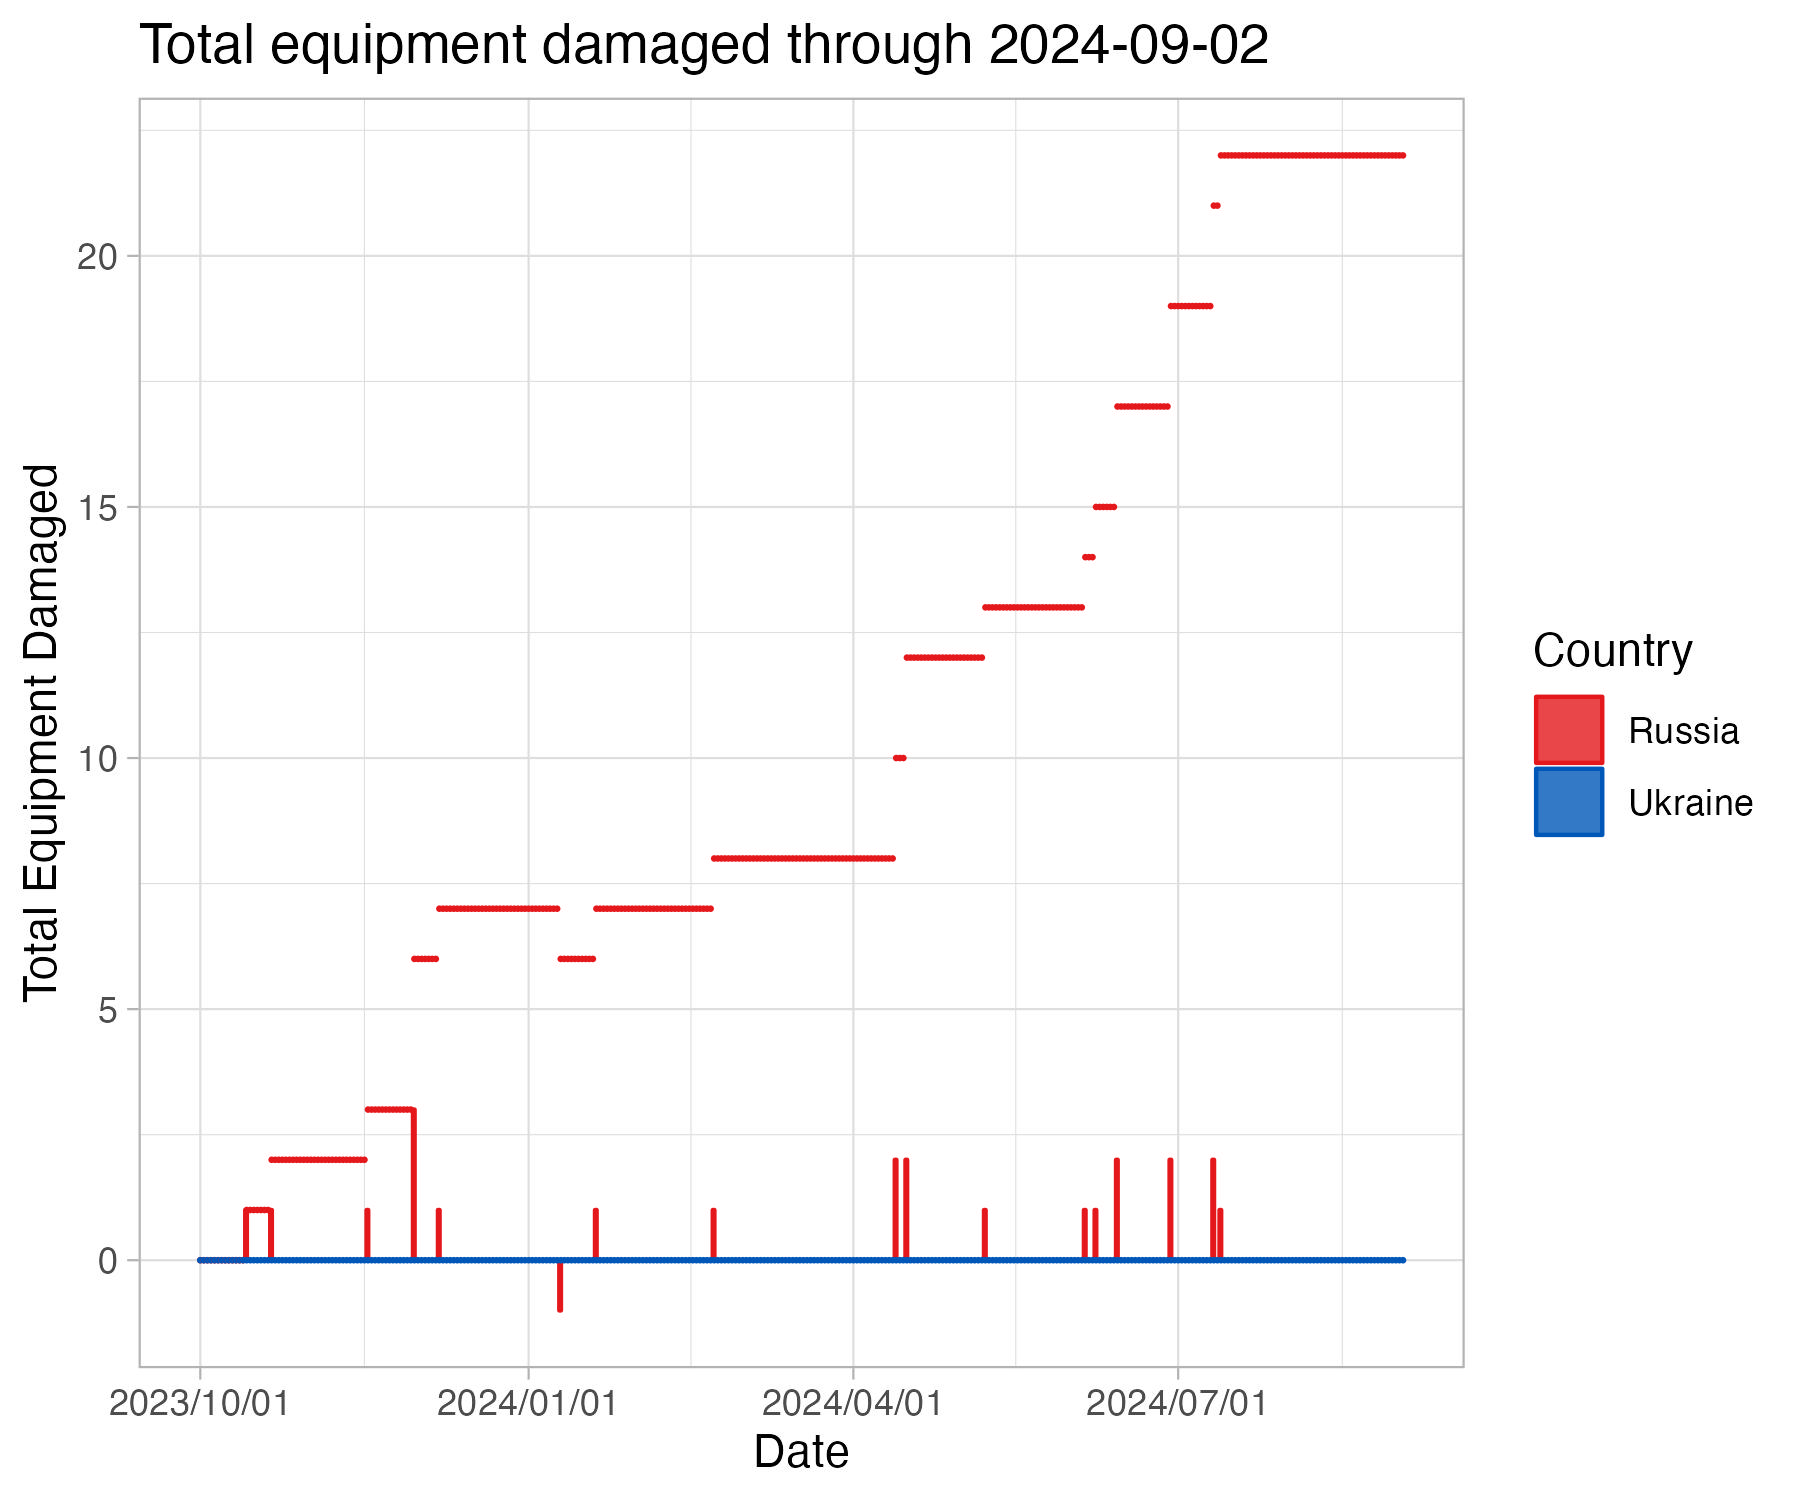 Total equipment damaged through 2024-09-02
Total Equipment Damaged
20
15
10
5
0
2023/10/01
2024/01/01
2024/04/01
2024/07/01
Date
Country
Russia
Ukraine